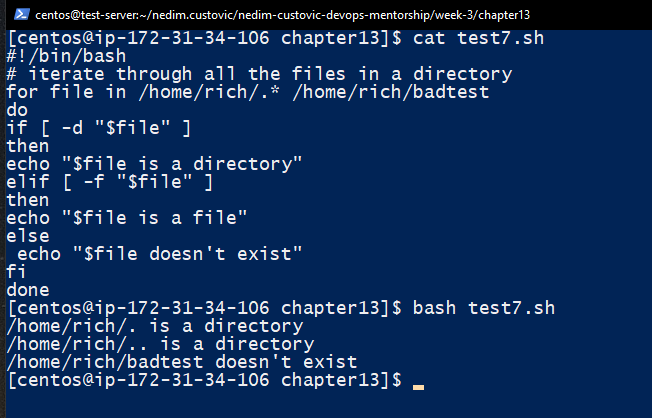 centos@test-server:~/nedim.custovic/nedim-custovic-devops-mentorship/week-3/chapter13
[centos@ip-172-31-34-106 chapter13]$ cat test7.sh
#!/bin/bash
# iterate through all the files in a directory
for file in /home/rich/.* /home/rich/badtest
do
if [ -d "$file" ]
then
echo "$file is a directory"
elif [ -f "$file" ]
then
echo "$file is a file"
else
 echo "$file doesn't exist"
fi
done
[centos@ip-172-31-34-106 chapter13]$ bash test7.sh
/home/rich/. is a directory
/home/rich/.. is a directory
/home/rich/badtest doesn't exist
[centos@ip-172-31-34-106 chapter13]$